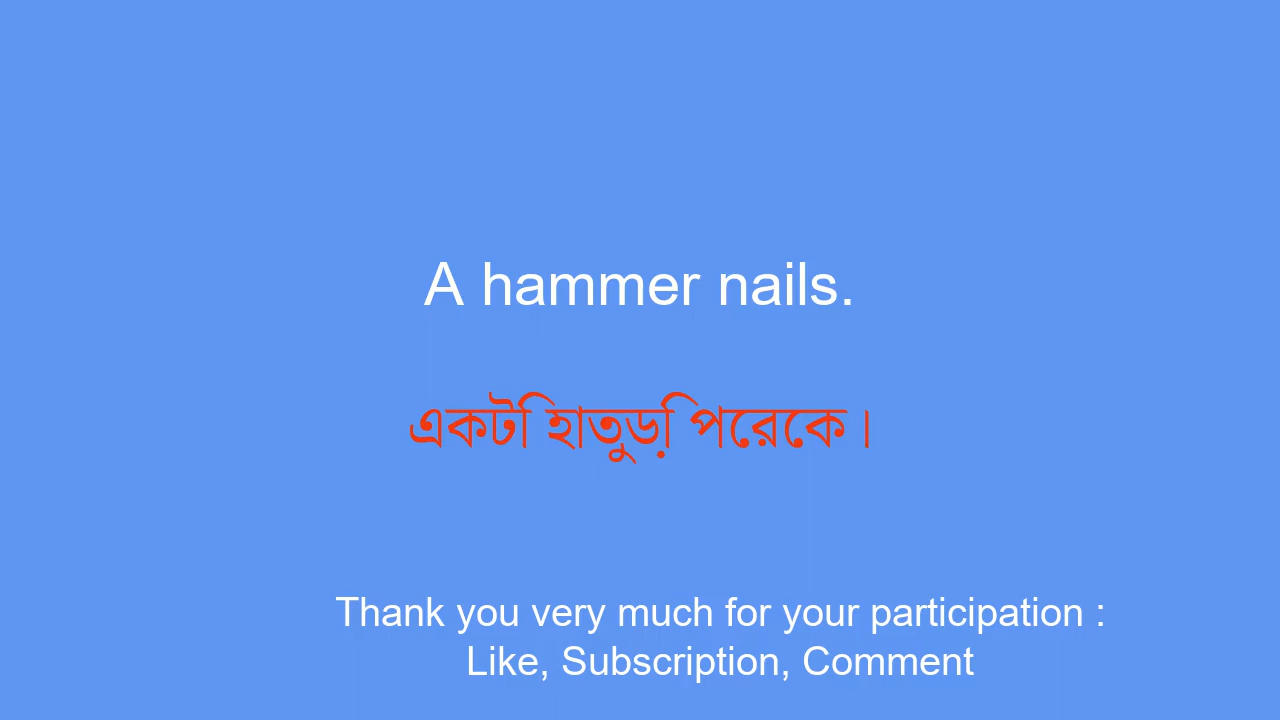 A hammer nails.
একটি হাতুড়ি পেরেক।
Thank you very much for your participation :
Like, Subscription, Comment